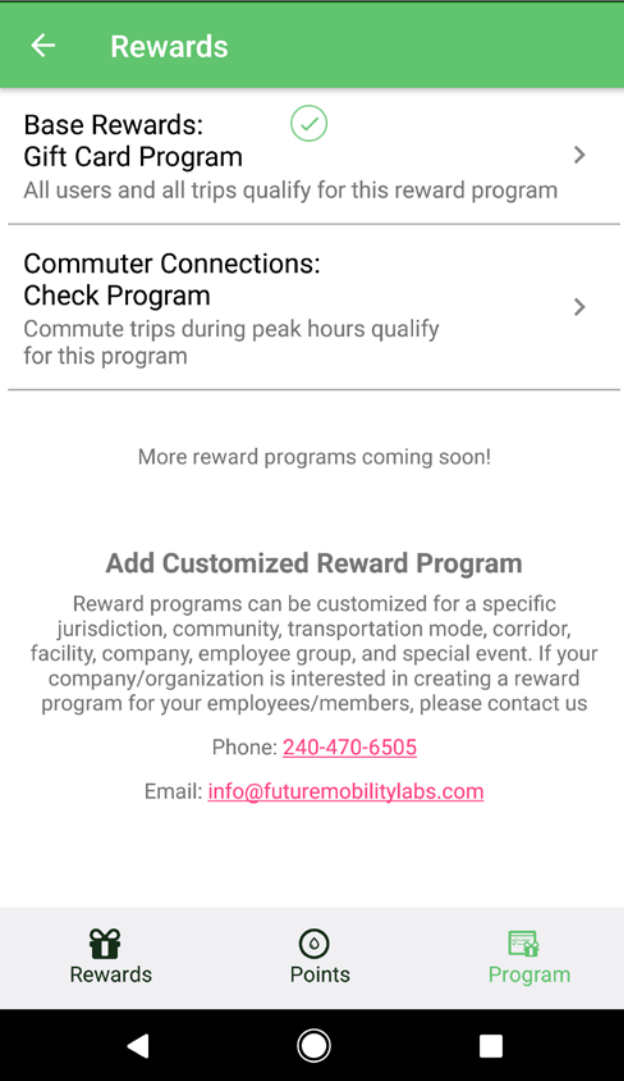 Rewards
Base Rewards:
Gift Card Program
All users and all trips qualify for this reward program
Commuter Connections:
Check Program
Commute trips during peak hours qualify
for this program
More reward programs coming soon!
Add Customized Reward Program
Reward programs can be customized for a specific
jurisdiction, community, transportation mode, corridor,
facility, company, employee group, and special event. If your
company/organization is interested in creating a reward
program for your employees/members, please contact us
Phone: 240-470-6505
Email: info@futuremobilitylabs.com
Rewards
Points
Program